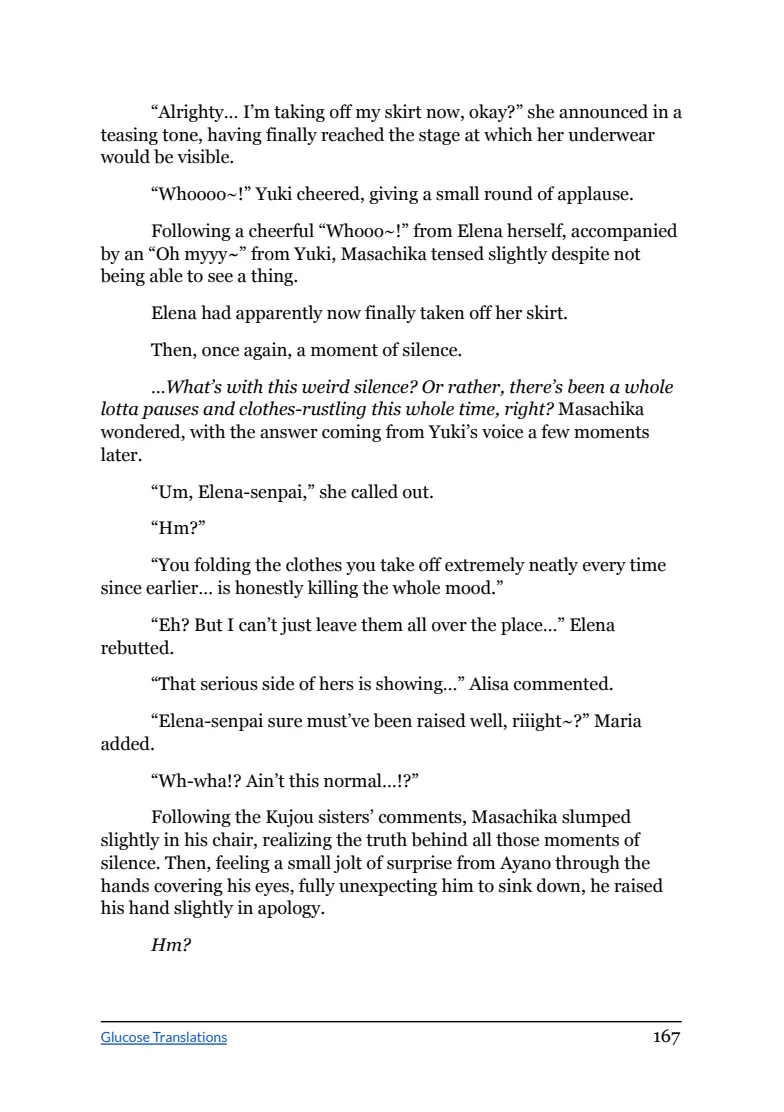 “Alrighty… I’m taking off my skirt now, okay?” she announced in a
teasing tone, having finally reached the stage at which her underwear
would be visible.
“Whoooo~!” Yuki cheered, giving a small round of applause.
Following a cheerful “Whooo~!” from Elena herself, accompanied
by an “Oh myyy~” from Yuki, Masachika tensed slightly despite not
being able to see a thing.
Elena had apparently now finally taken off her skirt.
Then, once again, a moment of silence.
…What’s with this weird silence? Or rather, there’s been a whole
lotta pauses and clothes-rustling this whole time, right? Masachika
wondered, with the answer coming from Yuki’s voice a few moments
later.
“Um, Elena-senpai,” she called out.
“Hm?”
“You folding the clothes you take off extremely neatly every time
since earlier… is honestly killing the whole mood.”
“Eh? But I can’t just leave them all over the place…” Elena
rebutted.
“That serious side of hers is showing…” Alisa commented.
“Elena-senpai sure must’ve been raised well, riiight~?” Maria
added.
“Wh-wha!? Ain’t this normal…!?”
Following the Kujou sisters’ comments, Masachika slumped
slightly in his chair, realizing the truth behind all those moments of
silence. Then, feeling a small jolt of surprise from Ayano through the
hands covering his eyes, fully unexpecting him to sink down, he raised
his hand slightly in apology.
Hm?
Glucose Translations
167